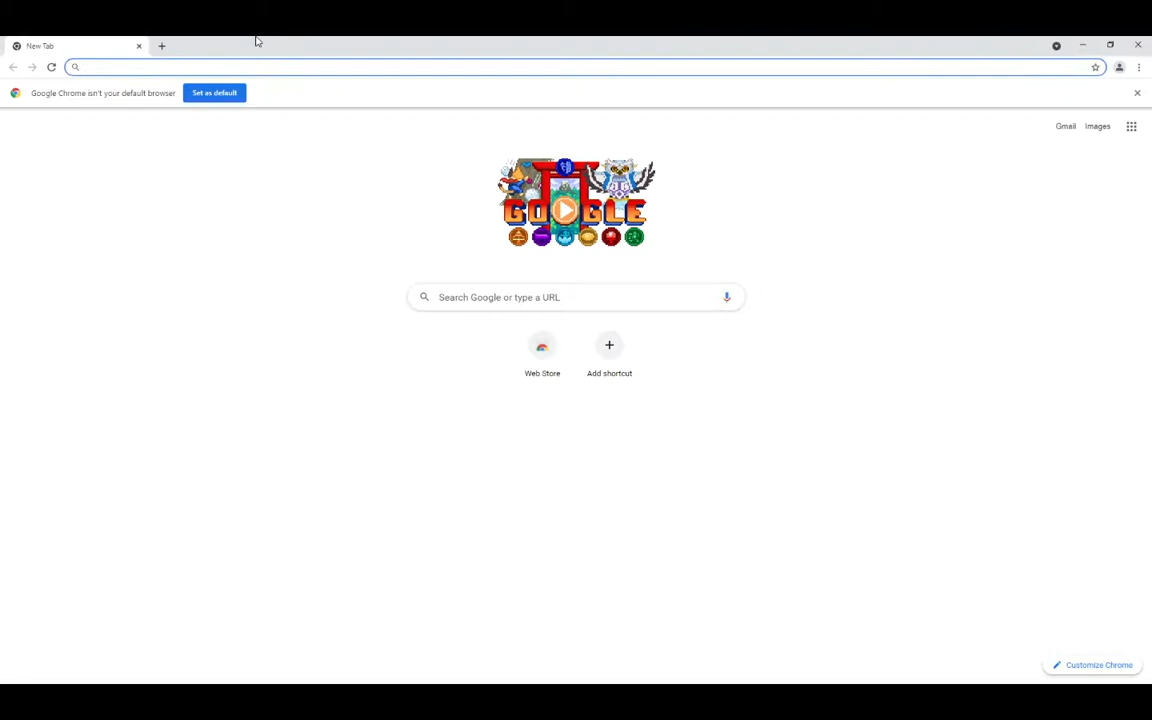 New Tab
Google Chrome isn't your default browser
Set as default
Gmail
Images
GOOGLE
Search Google or type a URL
Web Store
Add shortcut
Customize Chrome